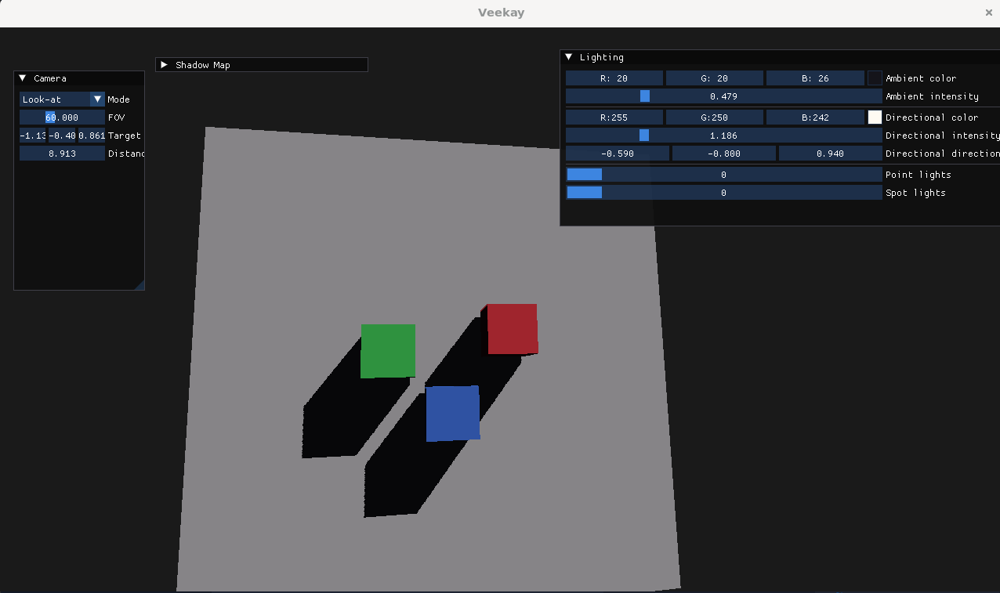 Veekay
Camera
Look-at Mode
60.000 FOV
-1.13 -0.40 0.861 Target
8.913 Distanc
Shadow Map
Lighting
R: 20 G: 20 B: 26 Ambient color
0.479 Ambient intensity
R:255 G:250 B:242 Directional color
1.186 Directional intensity
-0.590 -0.800 0.940 Directional direction
0 Point lights
0 Spot lights